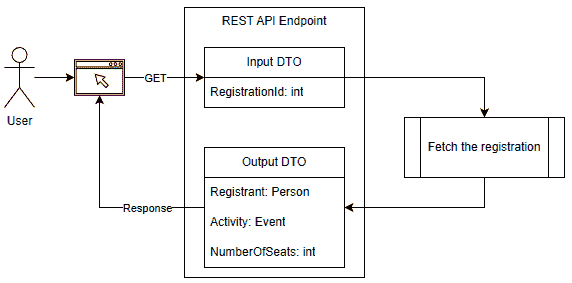 REST API Endpoint
Input DTO
GET
RegistrationId: int
User
Fetch the registration
Output DTO
Registrant: Person
Response
Activity: Event
NumberOfSeats: int